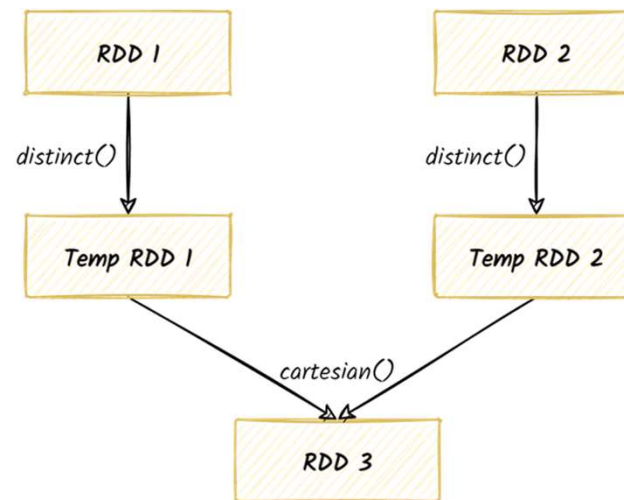 RDD 1
RDD 2
distinct()
distinct()
Temp RDD 1
Temp RDD 2
cartesian()
RDD 3